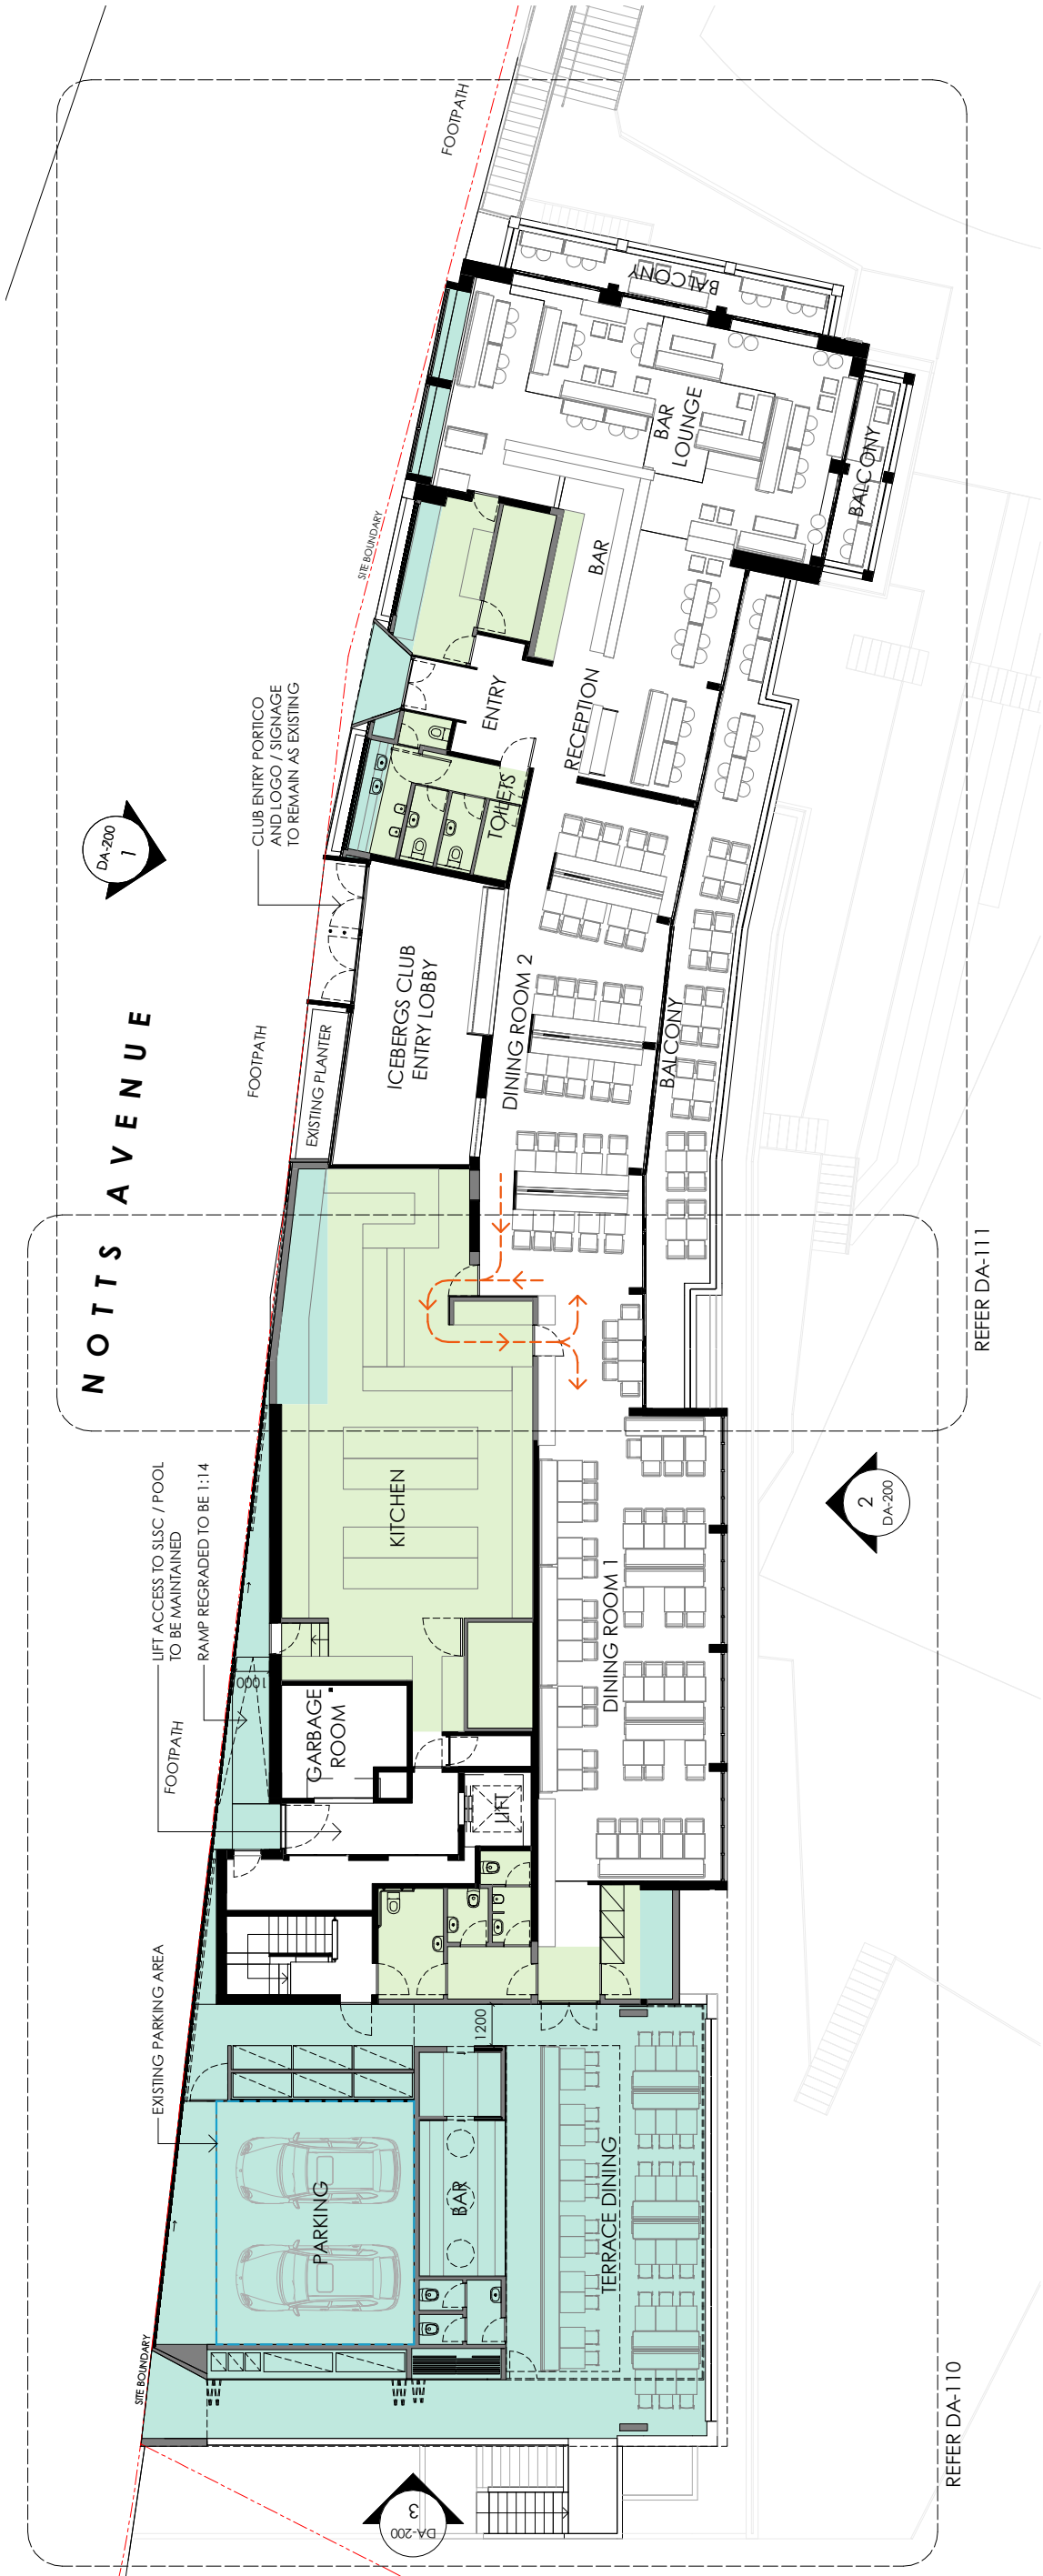 FOOTPATH
BALCONY
BAR
LOUNGE
BALCONY
SITE BOUNDARY
BAR
ENTRY
RECEPTION
CLUB ENTRY PORTICO
AND LOGO / SIGNAGE
TO REMAIN AS EXISTING
DA-200
1
TOILETS
ICEBERGS CLUB
ENTRY LOBBY
DINING ROOM 2
BALCONY
NOTTS AVENUE
FOOTPATH
EXISTING PLANTER
REFER DA-111
LIFT ACCESS TO SLSC / POOL
TO BE MAINTAINED
RAMP REGRADED TO BE 1:14
KITCHEN
2
DA-200
DINING ROOM 1
1000
FOOTPATH
GARBAGE
ROOM
LIFT
EXISTING PARKING AREA
1200
PARKING
BAR
TERRACE DINING
SITE BOUNDARY
REFER DA-110
3
DA-200